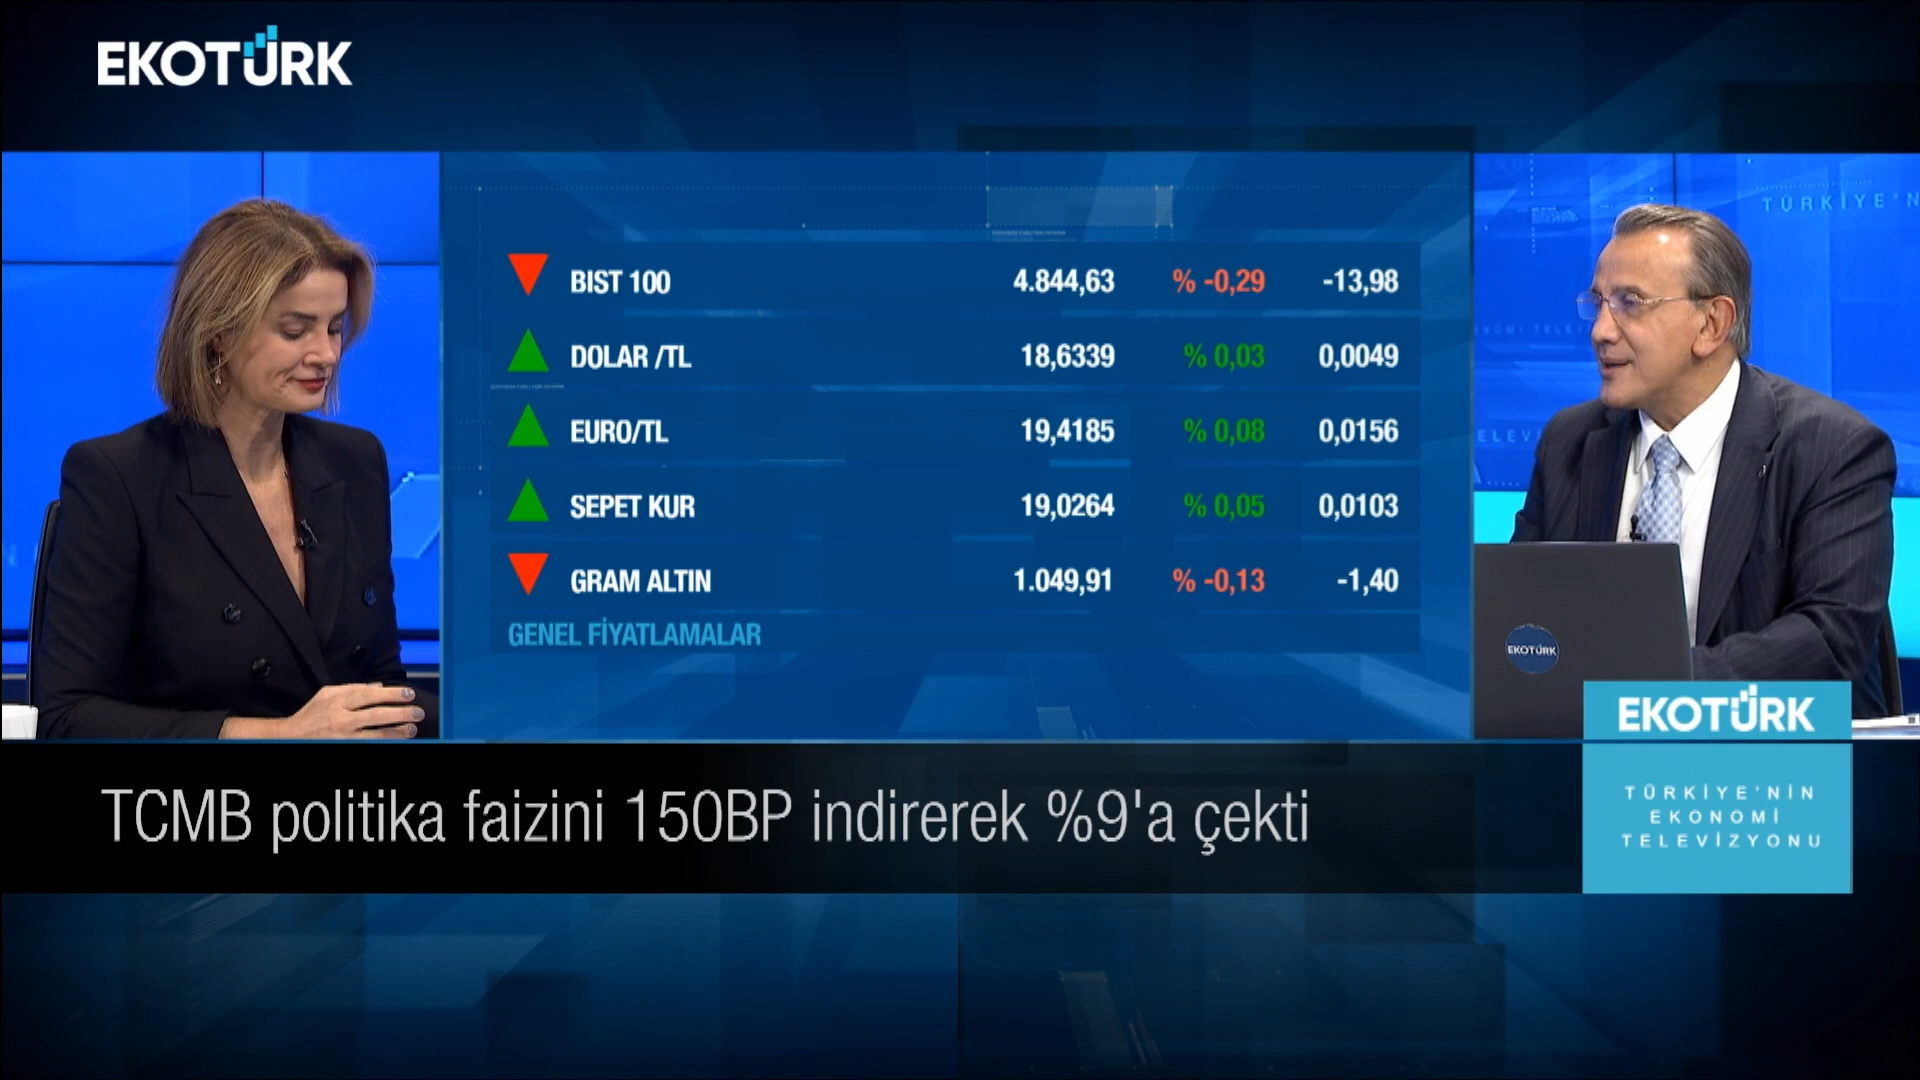 EKOTÜRK
TÜRKİYE'N
BIST 100 4.844,63 % -0,29 -13,98
DOLAR /TL 18,6339 % 0,03 0,0049
EURO/TL 19,4185 % 0,08 0,0156
SEPET KUR 19,0264 % 0,05 0,0103
GRAM ALTIN 1.049,91 % -0,13 -1,40
GENEL FİYATLAMALAR
EKOTÜRK
EKOTÜRK
TCMB politika faizini 150BP indirerek %9'a çekti
TÜRKİYE'NİN
EKONOMİ
TELEVİZYONU